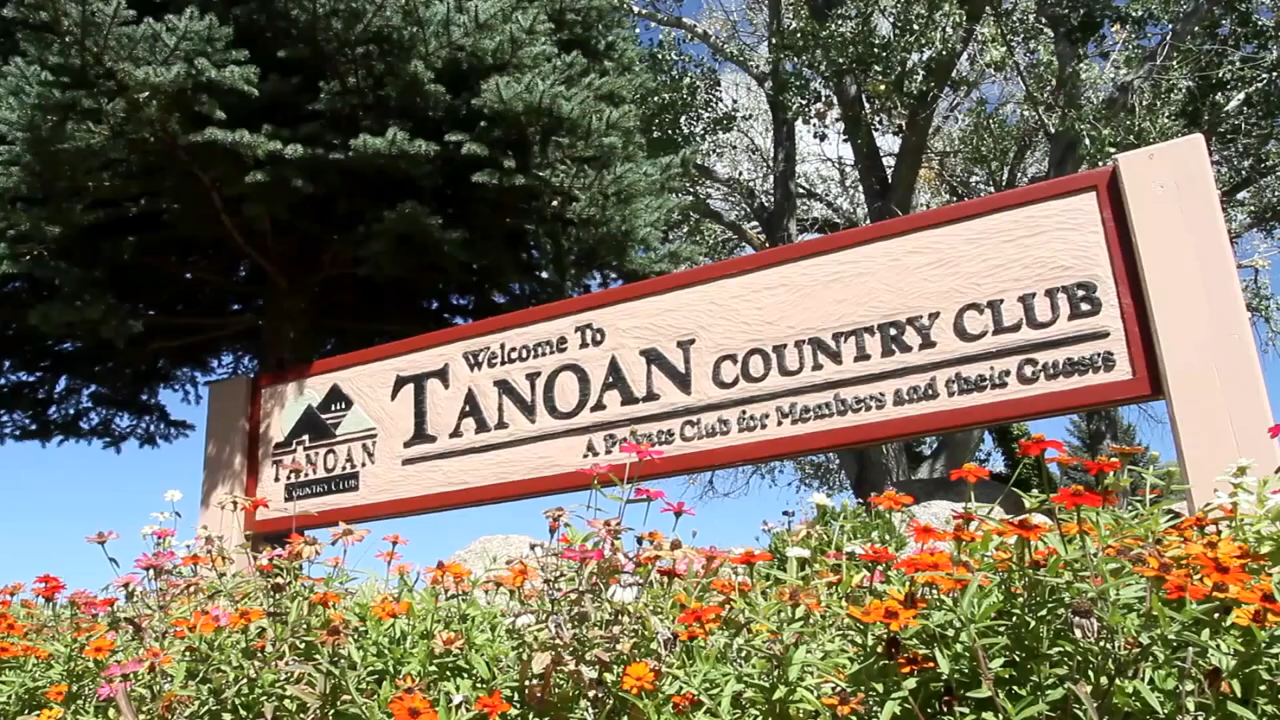 Welcome To
TANOAN COUNTRY CLUB
A Private Club for Members and their Guests
TANOAN
COUNTRY CLUB